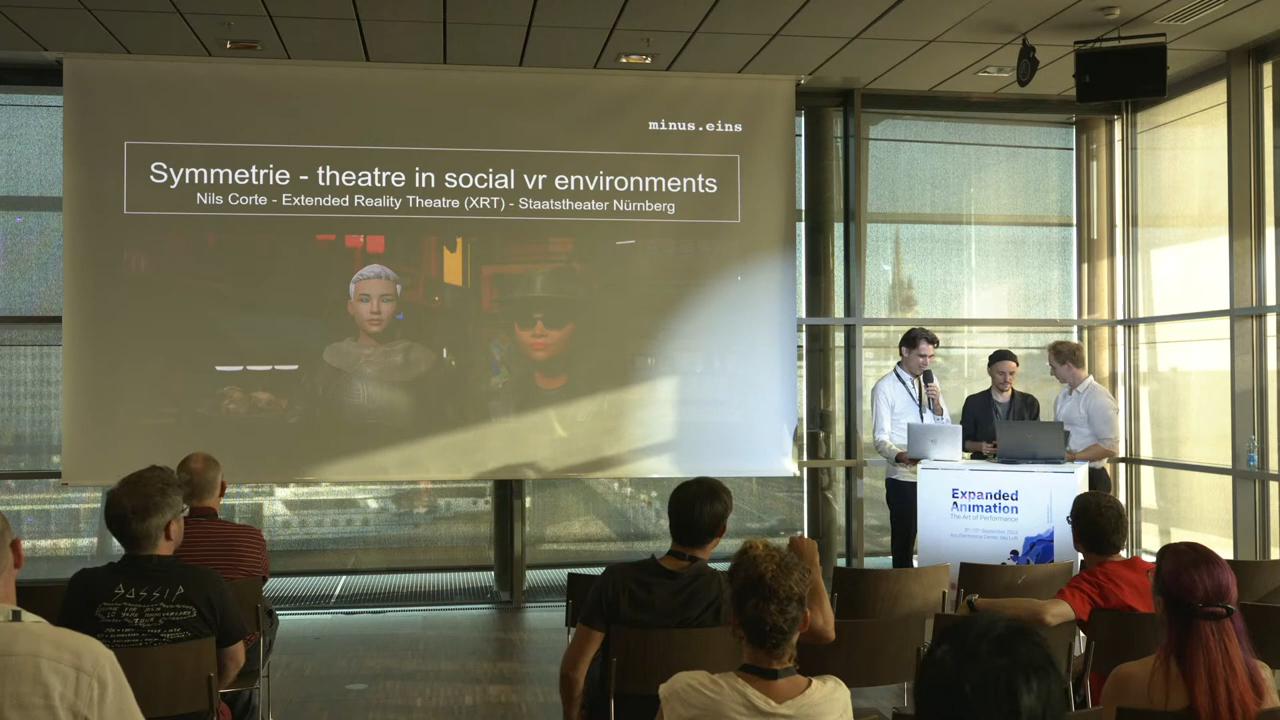 minus.eins
Symmetrie - theatre in social vr environments
Nils Corte - Extended Reality Theatre (XRT) - Staatstheater Nürnberg
Expanded
Animation
The Art of Performance
GOSSIP